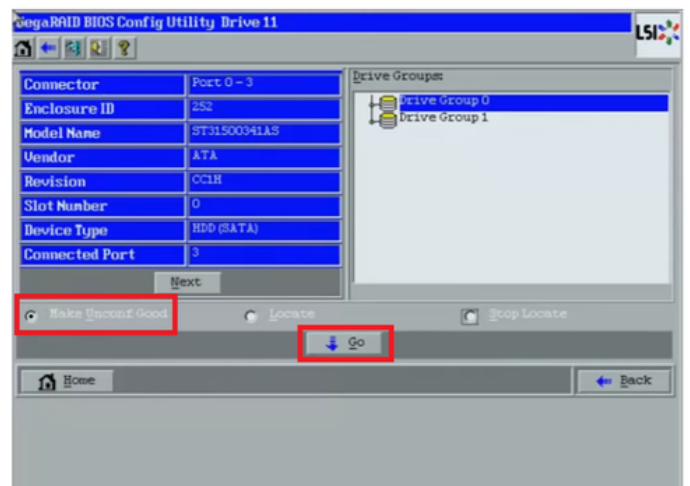 MegaRAID BIOS Config Utility Drive 11
LSI
Connector Port 0 - 3
Enclosure ID 252
Model Name ST31500341AS
Vendor ATA
Revision CC1H
Slot Number 0
Device Type HDD (SATA)
Connected Port 3
Next
Drive Groups:
Drive Group 0
Drive Group 1
Make Unconf Good
Locate
Stop Locate
Go
Home
Back